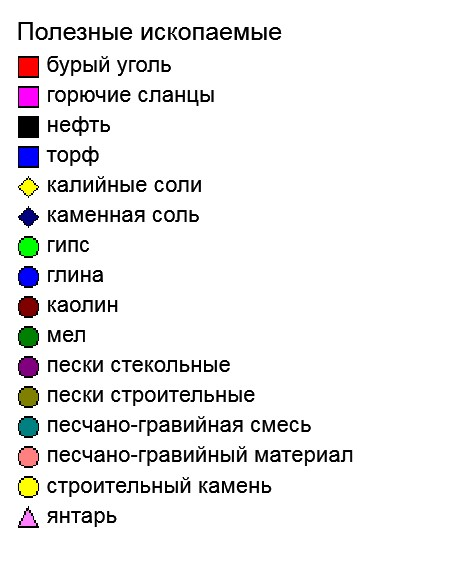 Полезные ископаемые
бурый уголь
горючие сланцы
нефть
торф
калийные соли
каменная соль
гипс
глина
каолин
мел
пески стекольные
пески строительные
песчано-гравийная смесь
песчано-гравийный материал
строительный камень
янтарь